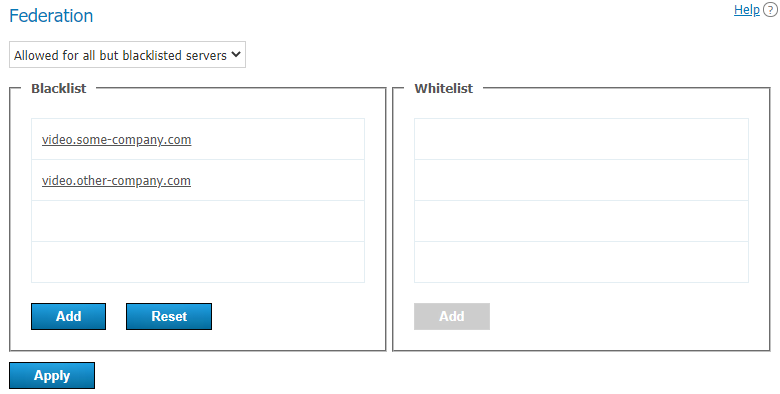 Federation
Help ?
Allowed for all but blacklisted servers
Blacklist
video.some-company.com
video.other-company.com
Add
Reset
Whitelist
Add
Apply